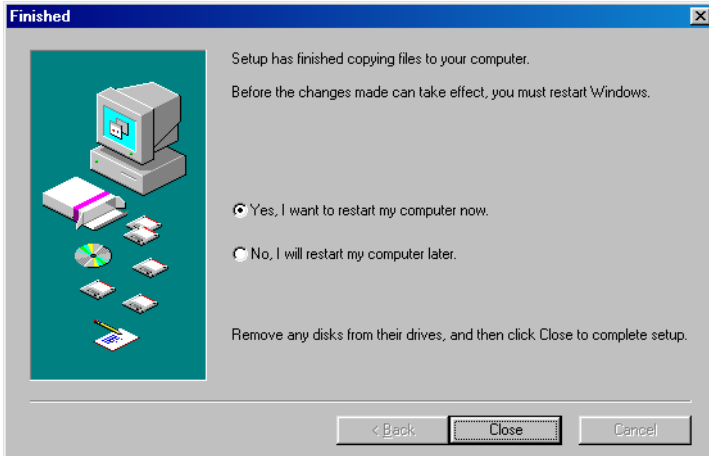 Finished
Setup has finished copying files to your computer.
Before the changes made can take effect, you must restart Windows.
Yes, I want to restart my computer now.
No, I will restart my computer later.
Remove any disks from their drives, and then click Close to complete setup.
< Back
Close
Cancel